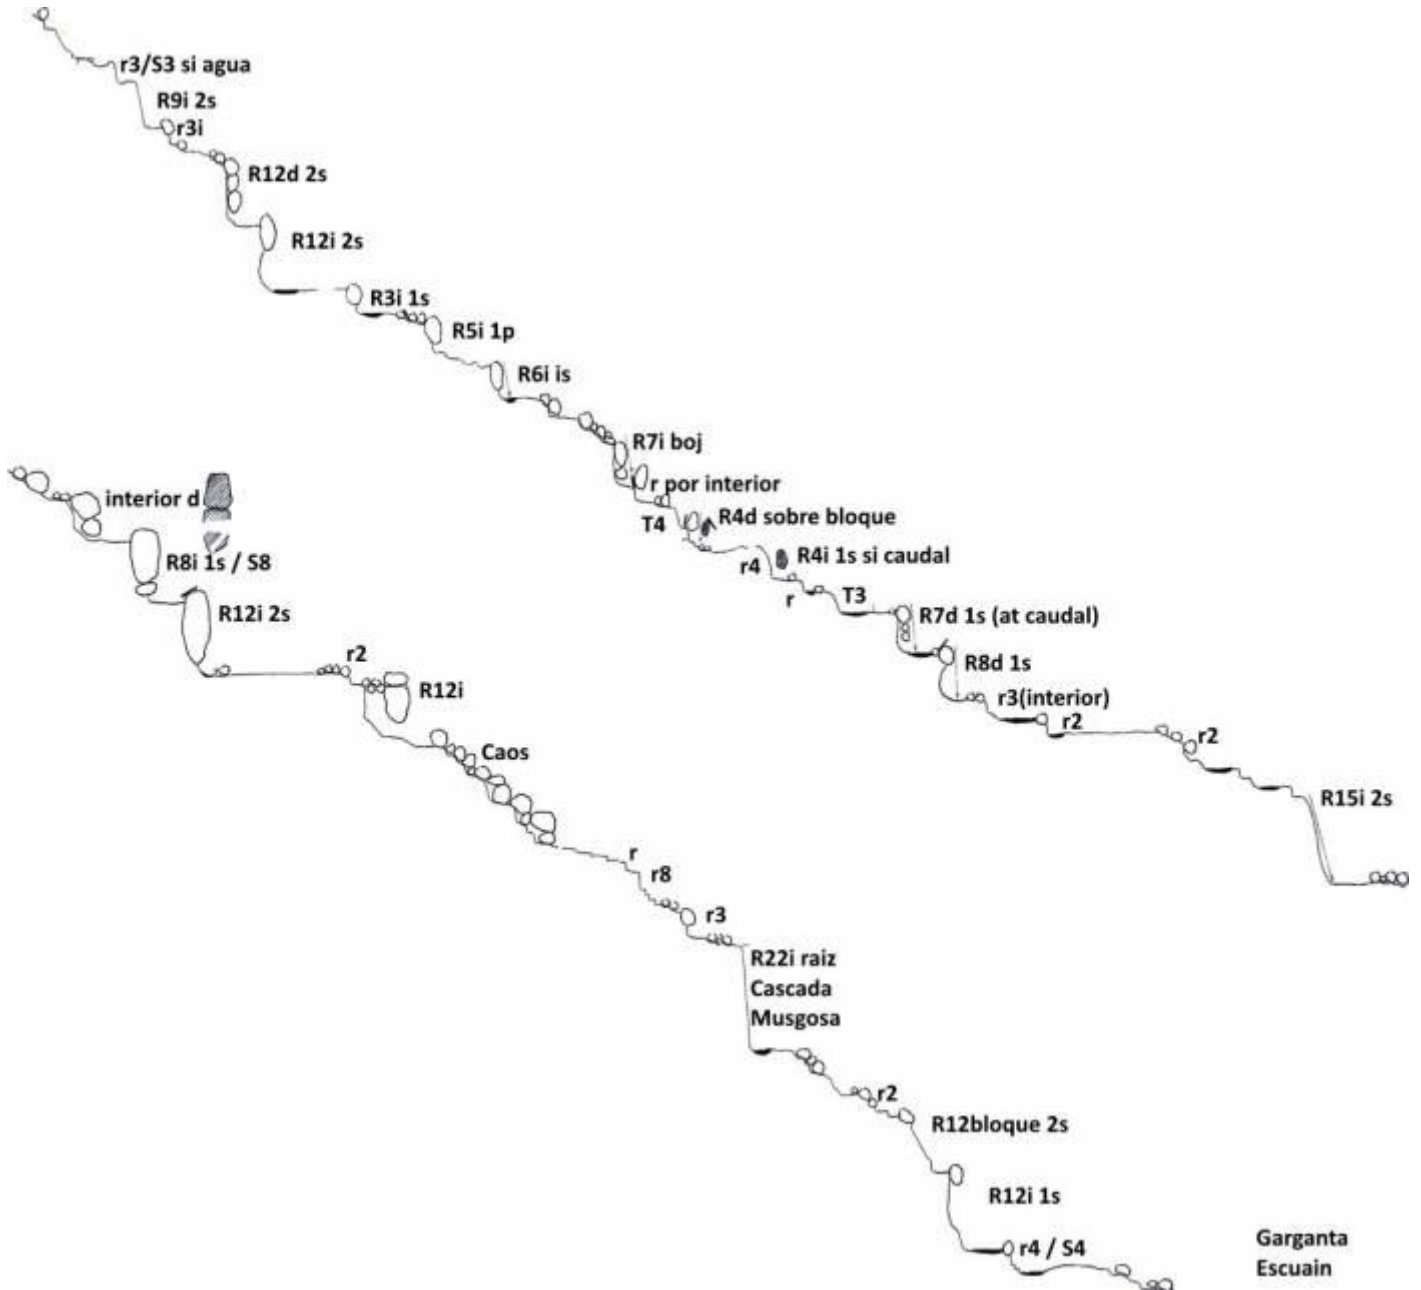 r3/S3 si agua
R9i 2s
r3i
R12d 2s
R12i 2s
R3i 1s
R5i 1p
R6i is
R7i boj
r por interior
T4
R4d sobre bloque
r4
R4i 1s si caudal
r
T3
R7d 1s (at caudal)
R8d 1s
r3(interior)
r2
r2
R15i 2s
interior d
R8i 1s / S8
R12i 2s
r2
R12i
Caos
r
r8
r3
R22i raiz
Cascada
Musgosa
r2
R12bloque 2s
R12i 1s
r4 / S4
Garganta
Escuain